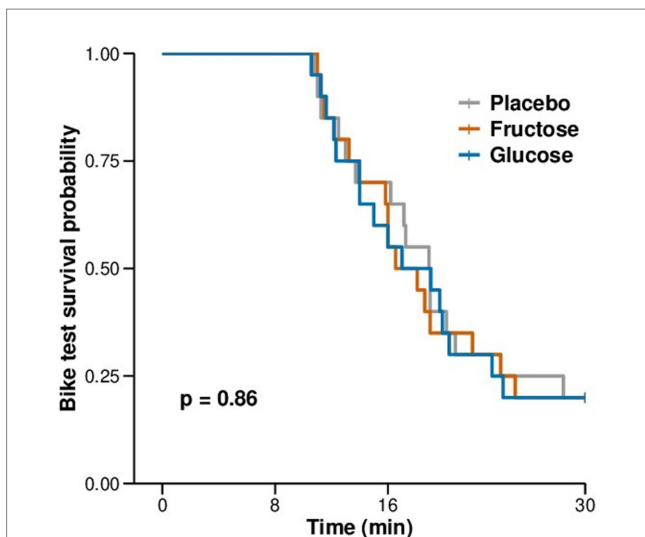 1.00
Placebo
Fructose
Glucose
0.75
Bike test survival probability
0.50
0.25
p = 0.86
0.00
0 8 16 30
Time (min)